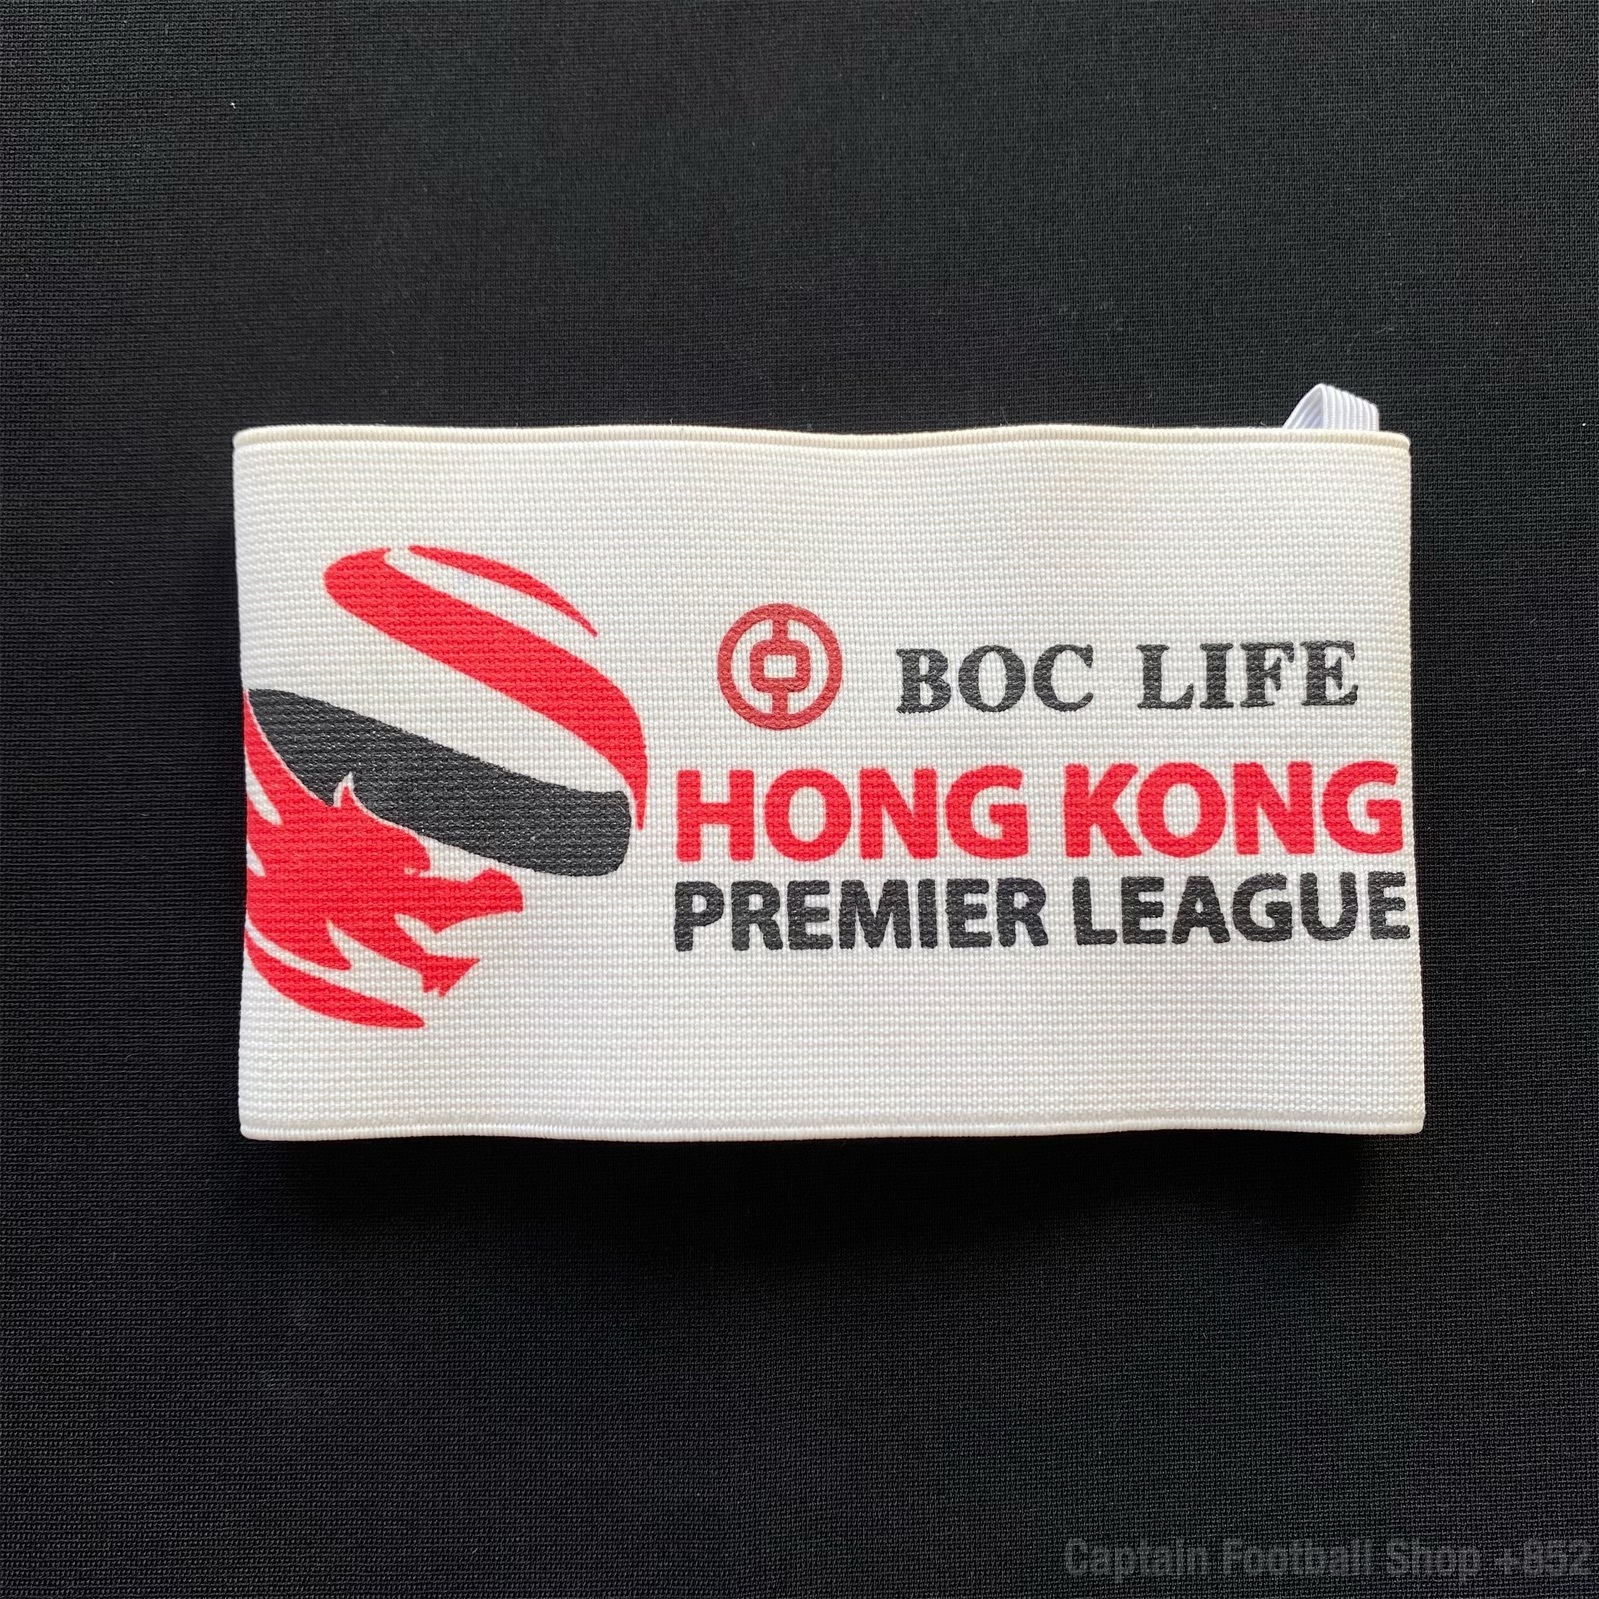 BOC LIFE
HONG KONG
PREMIER LEAGUE
Captain Football Shop +852